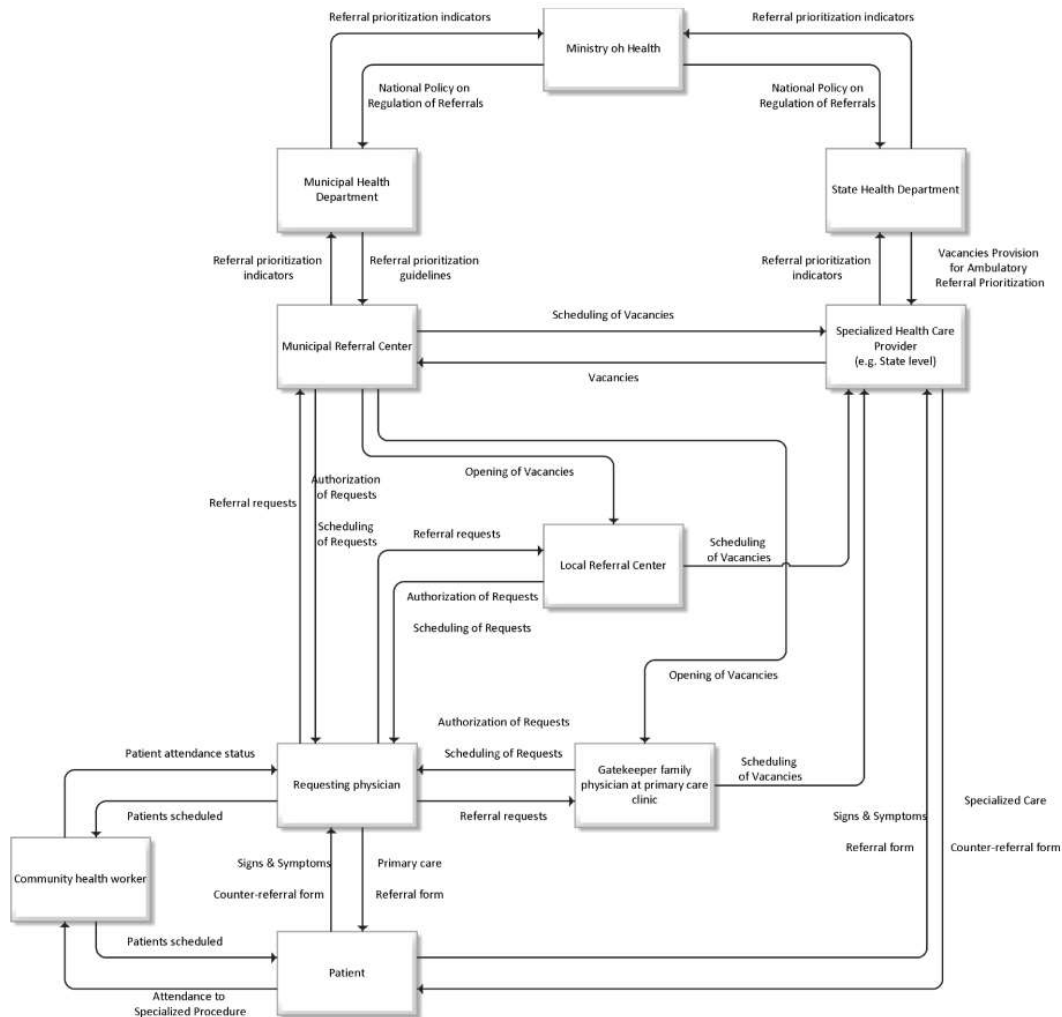 Referral prioritization indicators
Referral prioritization indicators
Ministry oh Health
National Policy on
Regulation of Referrals
National Policy on
Regulation of Referrals
Municipal Health
Department
State Health Department
Referral prioritization
indicators
Referral prioritization
guidelines
Referral prioritization
indicators
Vacancies Provision
for Ambulatory
Referral Prioritization
Municipal Referral Center
Scheduling of Vacancies
Specialized Health Care
Provider
(e.g. State level)
Vacancies
Opening of Vacancies
Referral requests
Authorization
of Requests
Scheduling
of Requests
Referral requests
Local Referral Center
Scheduling
of Vacancies
Authorization of Requests
Scheduling of Requests
Opening of Vacancies
Authorization of Requests
Patient attendance status
Requesting physician
Scheduling of Requests
Gatekeeper family
physician at primary care
clinic
Scheduling
of Vacancies
Patients scheduled
Referral requests
Signs & Symptoms
Referral form
Specialized Care
Counter-referral form
Community health worker
Signs & Symptoms
Counter-referral form
Primary care
Referral form
Patients scheduled
Patient
Attendance to
Specialized Procedure